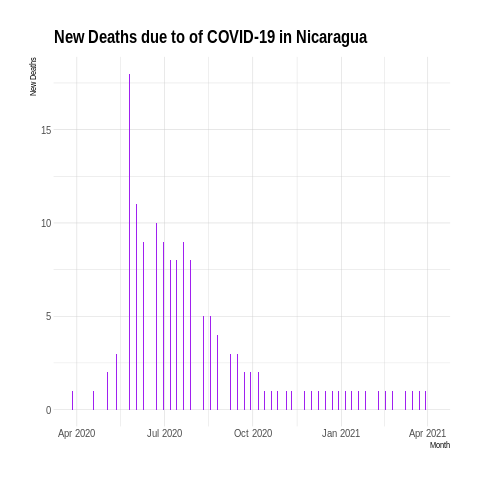 New Deaths due to of COVID-19 in Nicaragua
New Deaths
15
10
5
0
Apr 2020
Jul 2020
Oct 2020
Jan 2021
Apr 2021
Month